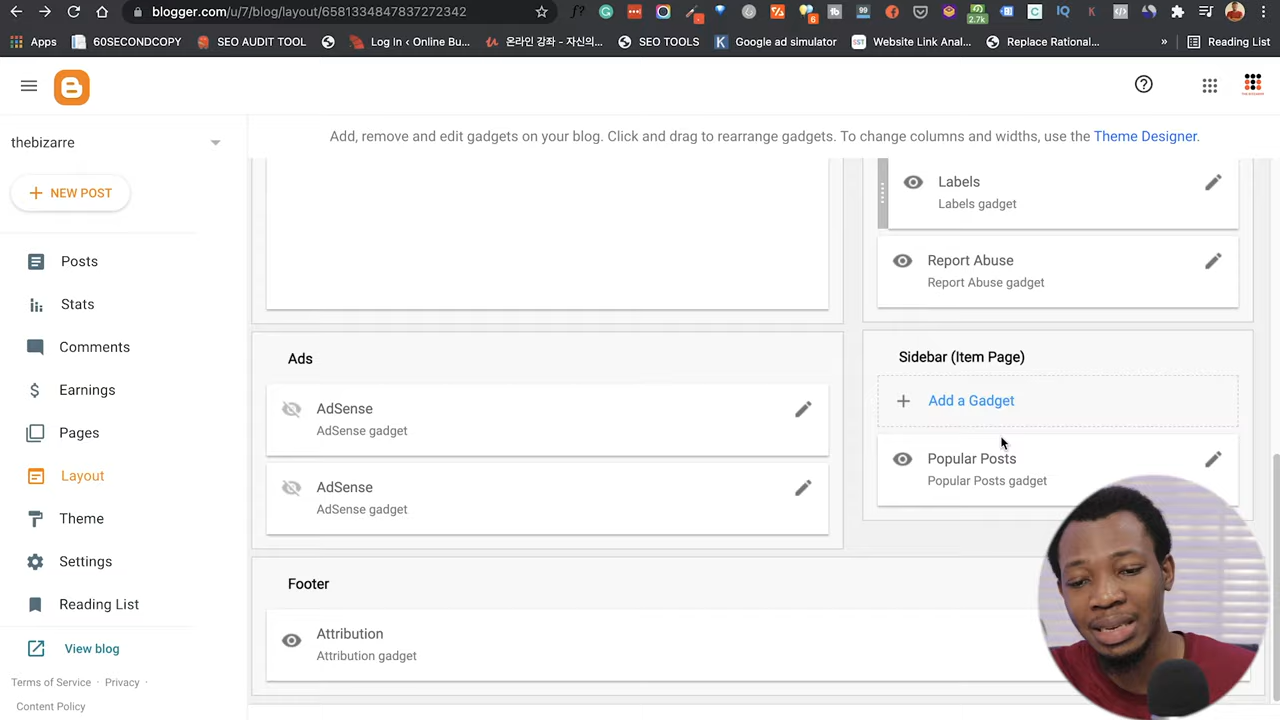 blogger.com/u/7/blog/layout/6581334847837272342
Apps
60SECONDCOPY
SEO AUDIT TOOL
Log In ‹ Online Bu...
온라인 강좌 - 자신의...
SEO TOOLS
Google ad simulator
Website Link Anal...
Replace Rational...
»
Reading List
thebizarre
+ NEW POST
Posts
Stats
Comments
Earnings
Pages
Layout
Theme
Settings
Reading List
View blog
Terms of Service · Privacy ·
Content Policy
Add, remove and edit gadgets on your blog. Click and drag to rearrange gadgets. To change columns and widths, use the Theme Designer.
Labels
Labels gadget
Report Abuse
Report Abuse gadget
Ads
AdSense
AdSense gadget
AdSense
AdSense gadget
Sidebar (Item Page)
+ Add a Gadget
Popular Posts
Popular Posts gadget
Footer
Attribution
Attribution gadget